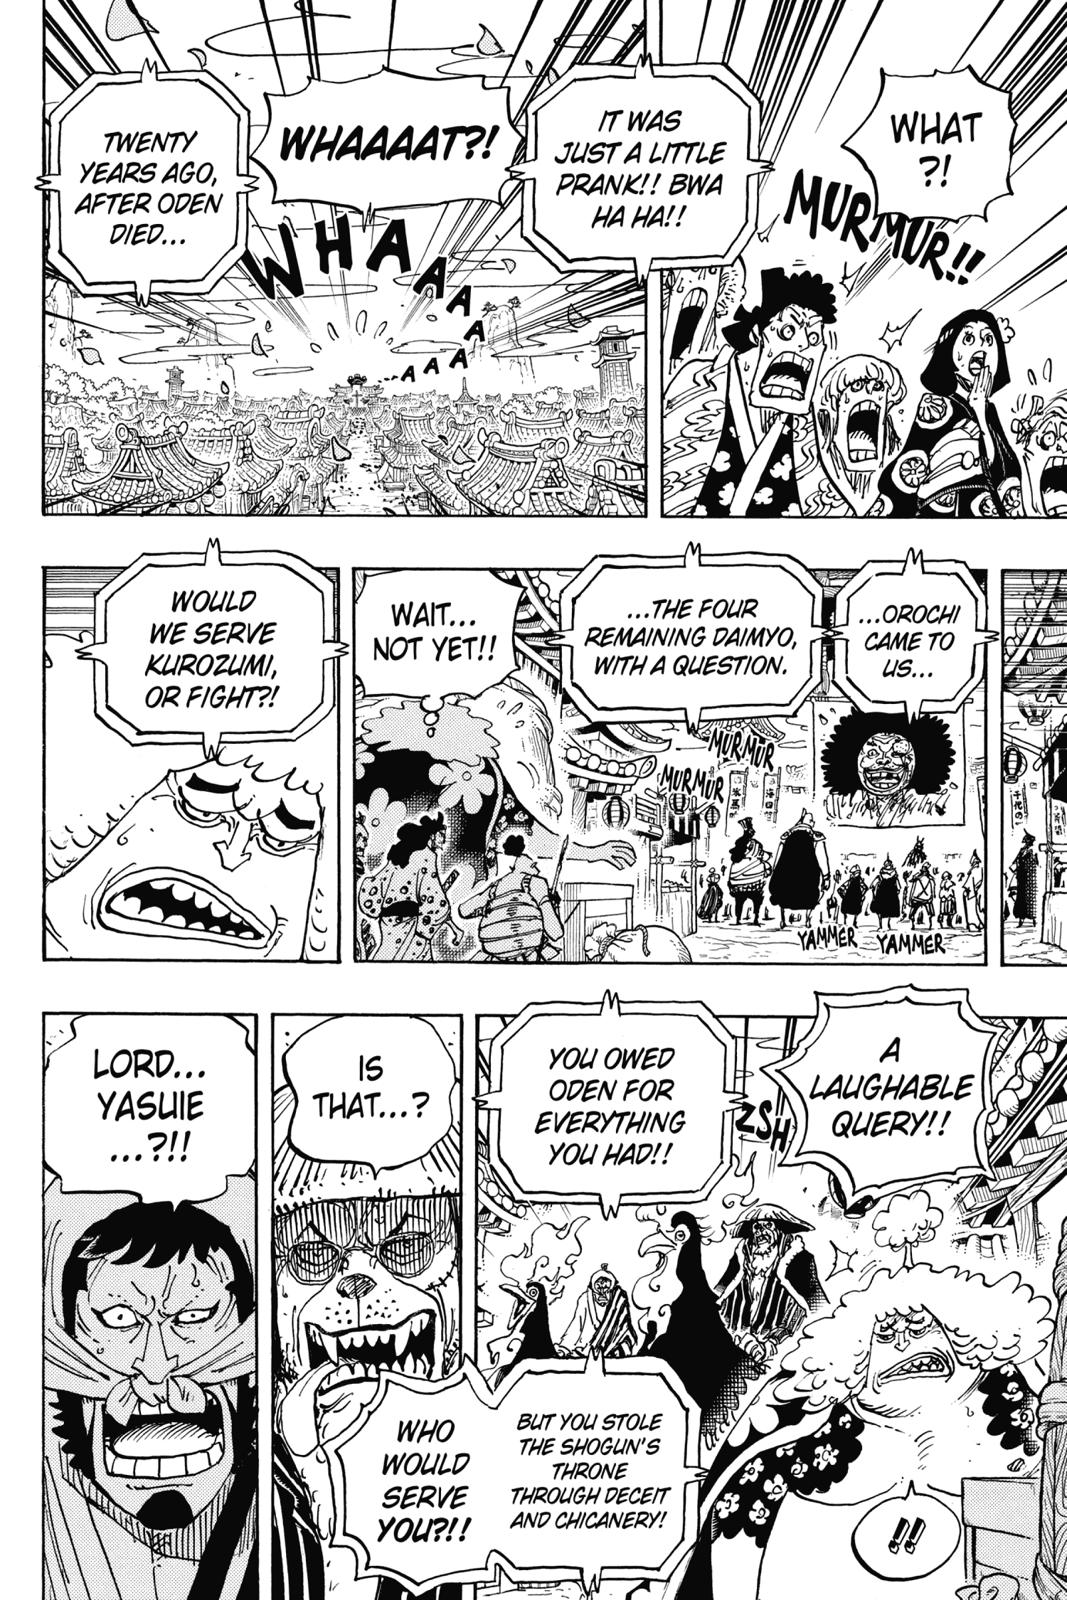 WHAT
?!
MURMUR!!
IT WAS
JUST A LITTLE
PRANK!! BWA
HA HA!!
WHAAAAT?!
WHAAAAAA
...AAA
TWENTY
YEARS AGO,
AFTER ODEN
DIED...
...OROCHI
CAME TO
US...
...THE FOUR
REMAINING DAIMYO,
WITH A QUESTION.
WAIT...
NOT YET!!
MURMUR
MURMUR
YAMMER
YAMMER
WOULD
WE SERVE
KUROZUMI,
OR FIGHT?!
A
LAUGHABLE
QUERY!!
ZSH
YOU OWED
ODEN FOR
EVERYTHING
YOU HAD!!
BUT YOU STOLE
THE SHOGUN'S
THRONE
THROUGH DECEIT
AND CHICANERY!
WHO
WOULD
SERVE
YOU?!!
!!
IS
THAT...?
LORD...
YASUIE
...?!!